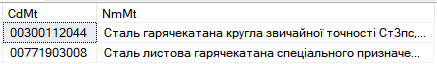 CdMt NmMt
00300112044 Сталь гарячекатана кругла звичайної точності Ст3пс,...
00771903008 Сталь листова гарячекатана спеціального призначе...